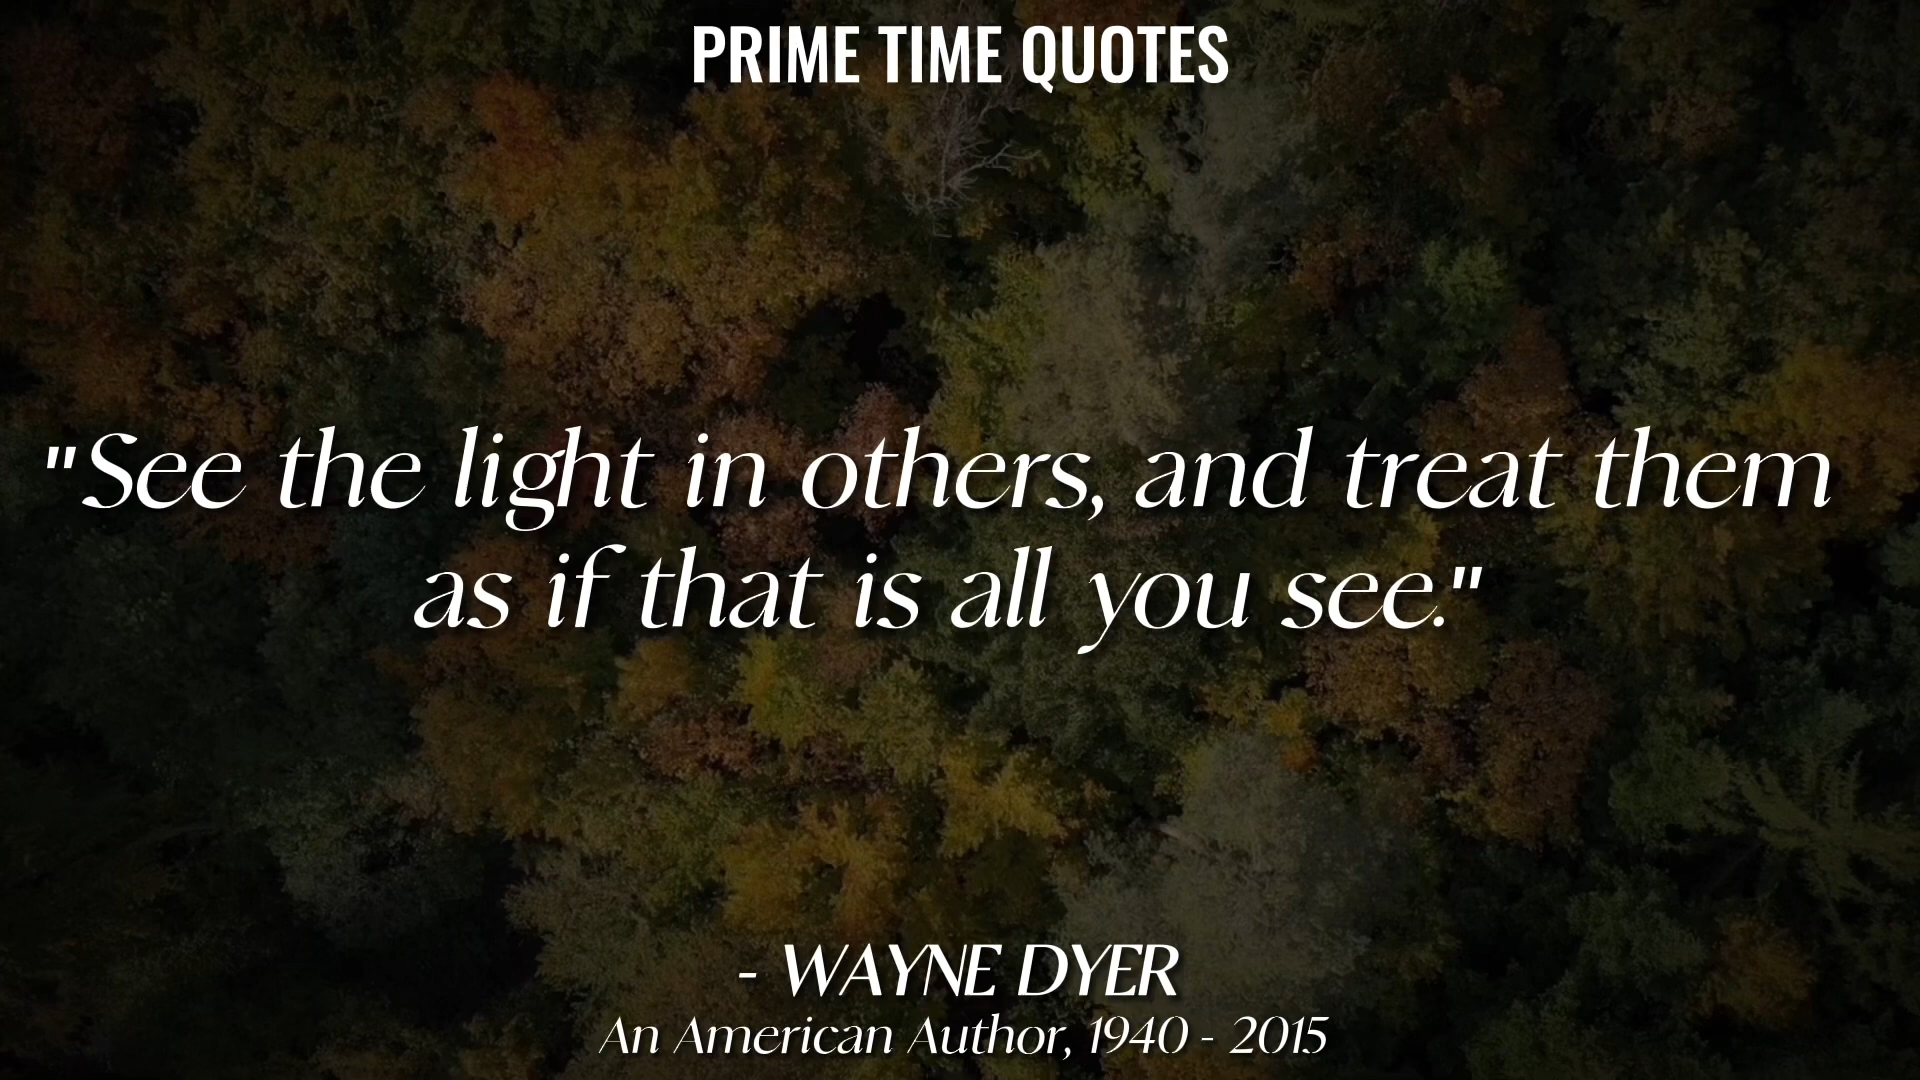 PRIME TIME QUOTES
"See the light in others, and treat them
as if that is all you see."
- WAYNE DYER
An American Author, 1940 - 2015